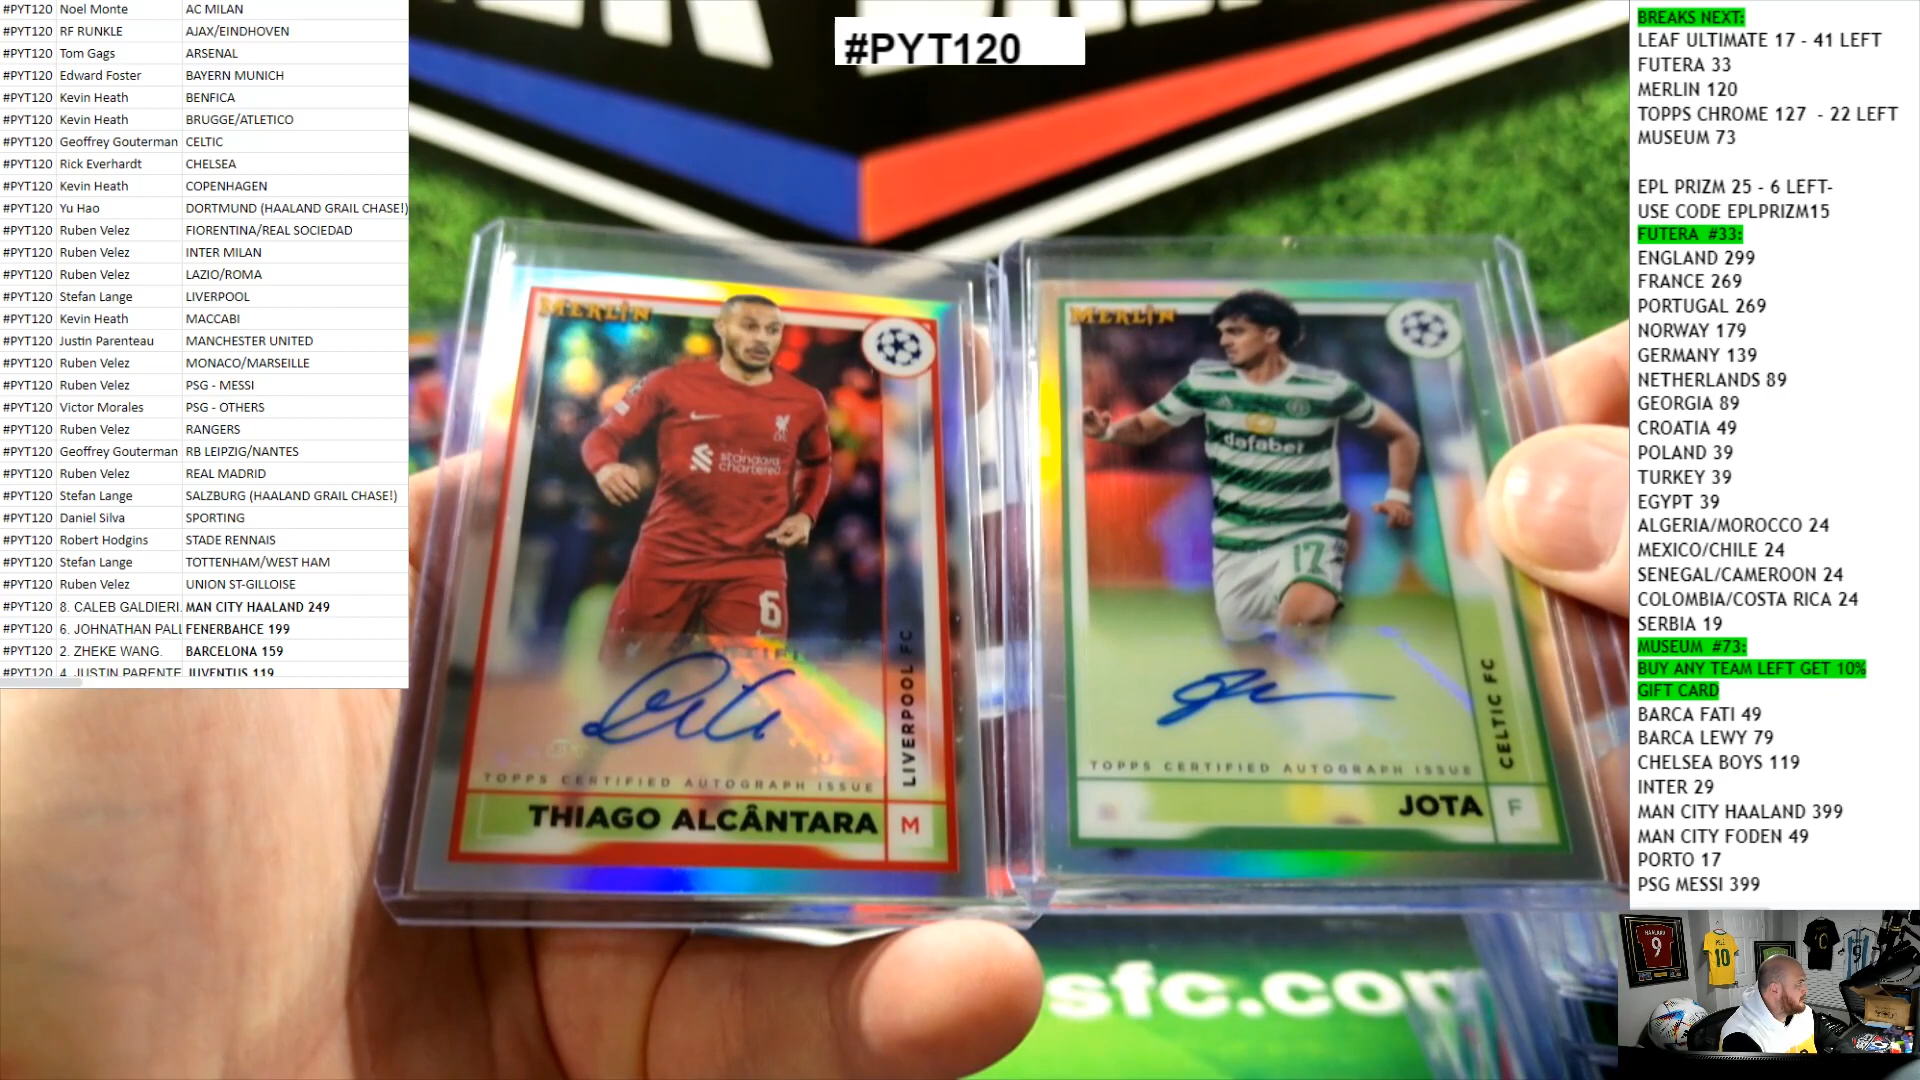 #PYT120 Noel Monte AC MILAN
#PYT120 RF RUNKLE AJAX/EINDHOVEN
#PYT120 Tom Gags ARSENAL
#PYT120 Edward Foster BAYERN MUNICH
#PYT120 Kevin Heath BENFICA
#PYT120 Kevin Heath BRUGGE/ATLETICO
#PYT120 Geoffrey Gouterman CELTIC
#PYT120 Rick Everhardt CHELSEA
#PYT120 Kevin Heath COPENHAGEN
#PYT120 Yu Hao DORTMUND (HAALAND GRAIL CHASE!)
#PYT120 Ruben Velez FIORENTINA/REAL SOCIEDAD
#PYT120 Ruben Velez INTER MILAN
#PYT120 Ruben Velez LAZIO/ROMA
#PYT120 Stefan Lange LIVERPOOL
#PYT120 Kevin Heath MACCABI
#PYT120 Justin Parenteau MANCHESTER UNITED
#PYT120 Ruben Velez MONACO/MARSEILLE
#PYT120 Ruben Velez PSG - MESSI
#PYT120 Victor Morales PSG - OTHERS
#PYT120 Ruben Velez RANGERS
#PYT120 Geoffrey Gouterman RB LEIPZIG/NANTES
#PYT120 Ruben Velez REAL MADRID
#PYT120 Stefan Lange SALZBURG (HAALAND GRAIL CHASE!)
#PYT120 Daniel Silva SPORTING
#PYT120 Robert Hodgins STADE RENNAIS
#PYT120 Stefan Lange TOTTENHAM/WEST HAM
#PYT120 Ruben Velez UNION ST-GILLOISE
#PYT120 8. CALEB GALDIERI. MAN CITY HAALAND 249
#PYT120 6. JOHNATHAN PALL FENERBAHCE 199
#PYT120 2. ZHEKE WANG. BARCELONA 159
#PYT120 4. JUSTIN PARENTE JUVENTUS 119
#PYT120
MERLIN
standard
chartered
6
LIVERPOOL FC
TOPPS CERTIFIED AUTOGRAPH ISSUE
THIAGO ALCÂNTARA
M
MERLIN
dafabet
17
CELTIC FC
TOPPS CERTIFIED AUTOGRAPH ISSUE
JOTA
F
sfc.com
BREAKS NEXT:
LEAF ULTIMATE 17 - 41 LEFT
FUTERA 33
MERLIN 120
TOPPS CHROME 127 - 22 LEFT
MUSEUM 73
EPL PRIZM 25 - 6 LEFT-
USE CODE EPLPRIZM15
FUTERA #33:
ENGLAND 299
FRANCE 269
PORTUGAL 269
NORWAY 179
GERMANY 139
NETHERLANDS 89
GEORGIA 89
CROATIA 49
POLAND 39
TURKEY 39
EGYPT 39
ALGERIA/MOROCCO 24
MEXICO/CHILE 24
SENEGAL/CAMEROON 24
COLOMBIA/COSTA RICA 24
SERBIA 19
MUSEUM #73:
BUY ANY TEAM LEFT GET 10%
GIFT CARD
BARCA FATI 49
BARCA LEWY 79
CHELSEA BOYS 119
INTER 29
MAN CITY HAALAND 399
MAN CITY FODEN 49
PORTO 17
PSG MESSI 399
HAALAND
9
10